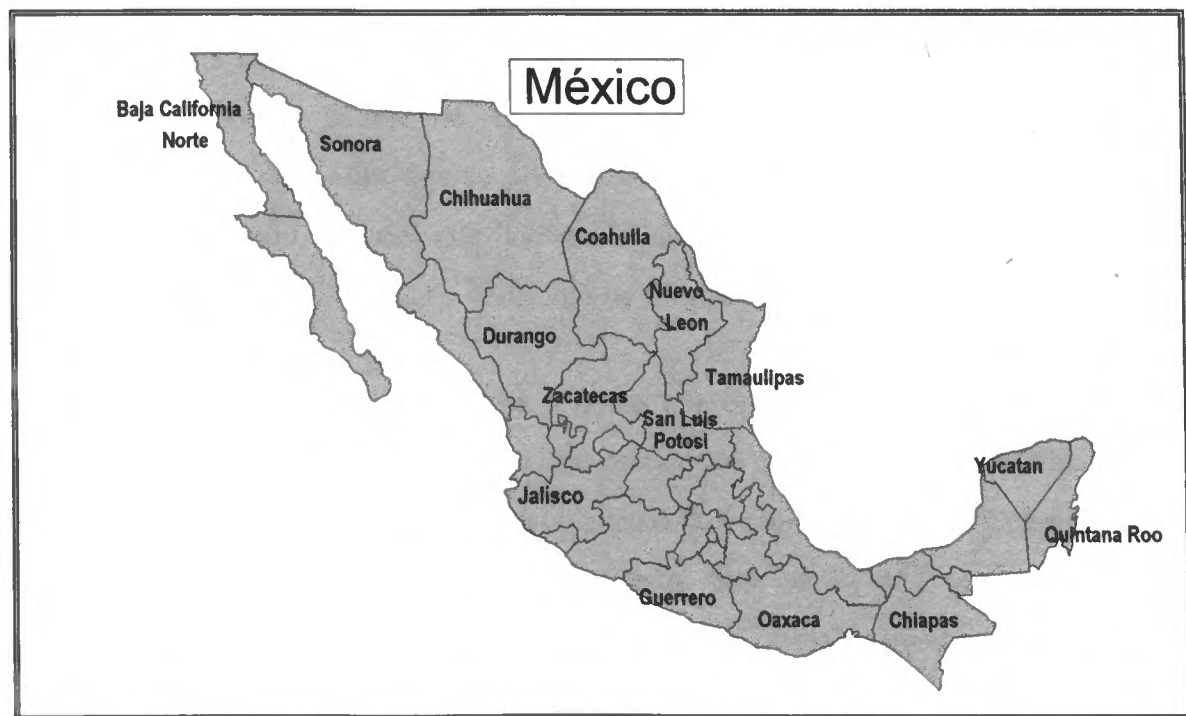 México
Baja California
Norte
Sonora
Chihuahua
Coahuila
Nuevo
Leon
Durango
Tamaulipas
Zacatecas
San Luis
Potosi
Yucatan
Jalisco
Quintana Roo
Guerrero
Oaxaca
Chiapas